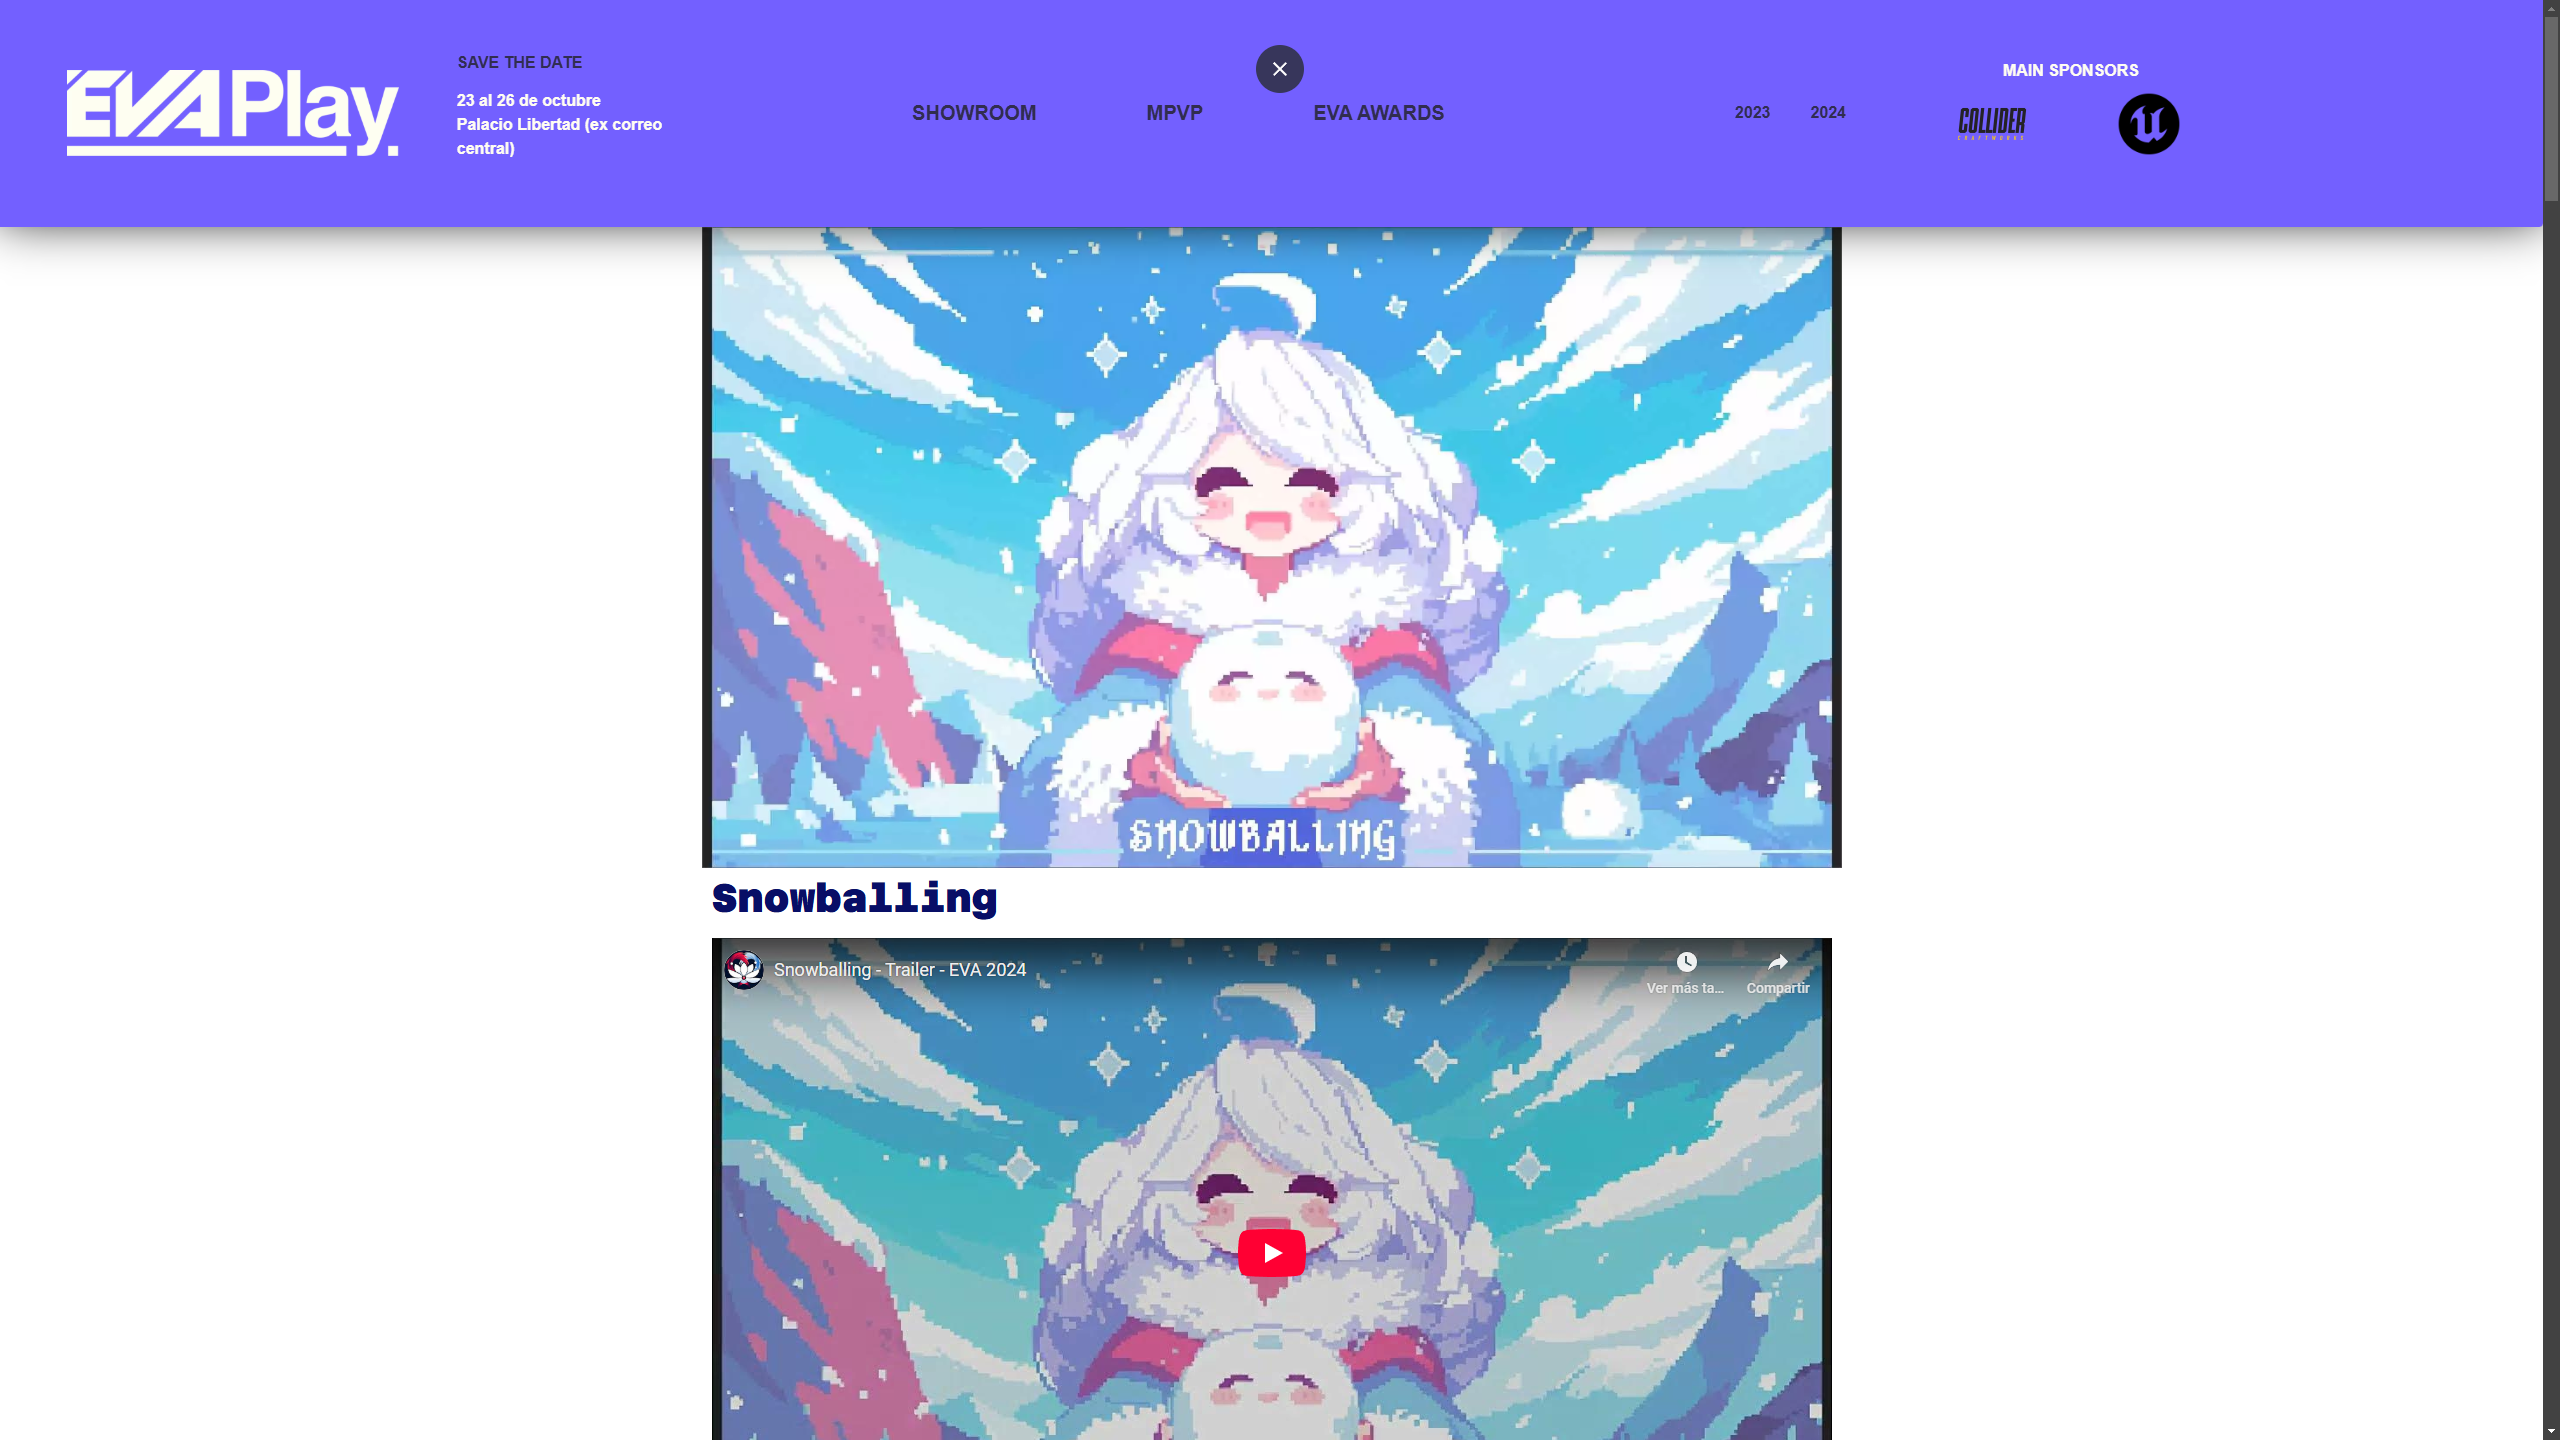 EVA Play
SAVE THE DATE
23 al 26 de octubre
Palacio Libertad (ex correo
central)
SHOWROOM
MPVP
EVA AWARDS
2023
2024
MAIN SPONSORS
COLLIDER
CRAFTWORKS
SNOWBALLING
Snowballing
Snowballing - Trailer - EVA 2024
Ver más ta...
Compartir